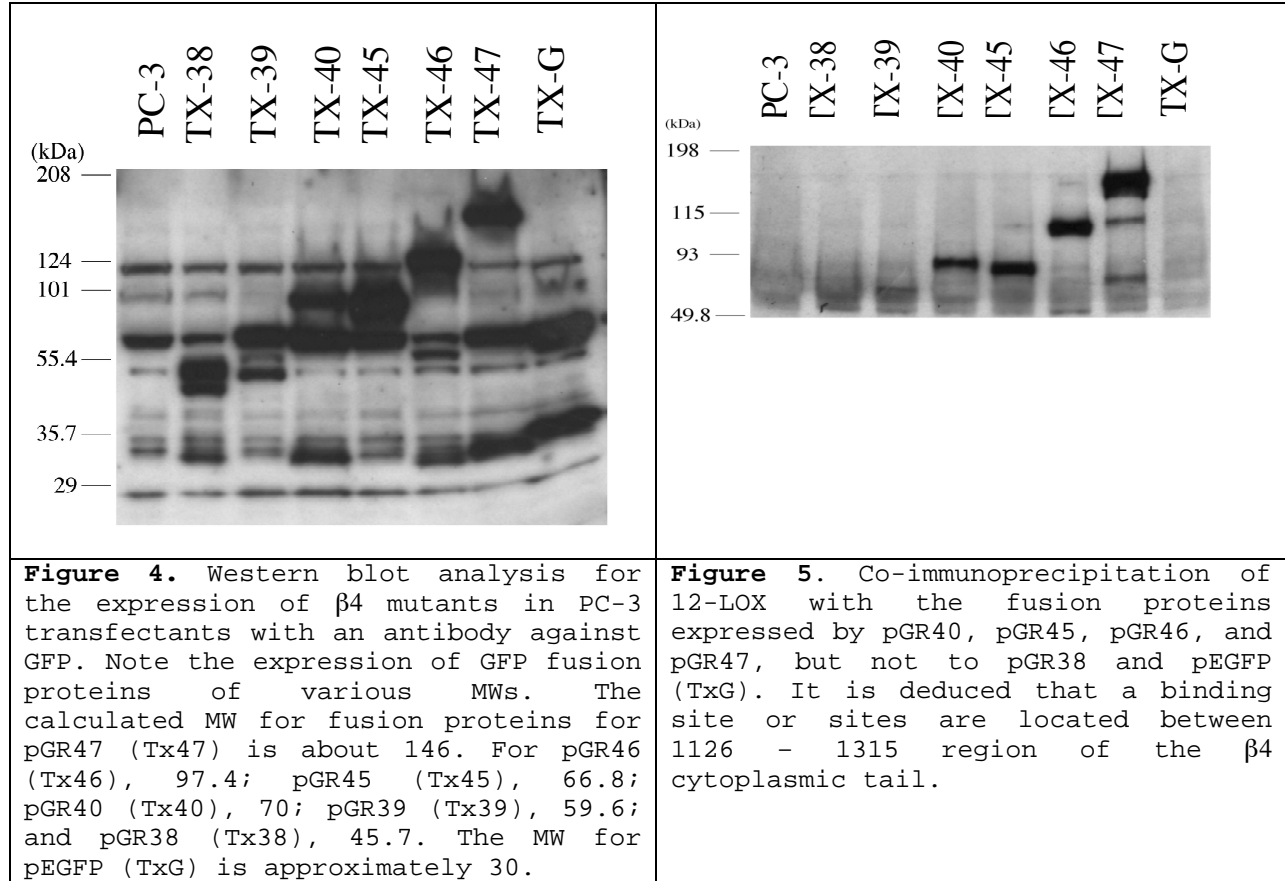 PC-3
TX-38
TX-39
TX-40
TX-45
TX-46
TX-47
TX-G
(kDa)
208
124
101
55.4
35.7
29
PC-3
TX-38
TX-39
TX-40
TX-45
TX-46
TX-47
TX-G
(kDa)
198
115
93
49.8
Figure 4. Western blot analysis for
the expression of β4 mutants in PC-3
transfectants with an antibody against
GFP. Note the expression of GFP fusion
proteins of various MWs. The
calculated MW for fusion proteins for
pGR47 (Tx47) is about 146. For pGR46
(Tx46), 97.4; pGR45 (Tx45), 66.8;
pGR40 (Tx40), 70; pGR39 (Tx39), 59.6;
and pGR38 (Tx38), 45.7. The MW for
pEGFP (TxG) is approximately 30.
Figure 5. Co-immunoprecipitation of
12-LOX with the fusion proteins
expressed by pGR40, pGR45, pGR46, and
pGR47, but not to pGR38 and pEGFP
(TxG). It is deduced that a binding
site or sites are located between
1126 – 1315 region of the β4
cytoplasmic tail.